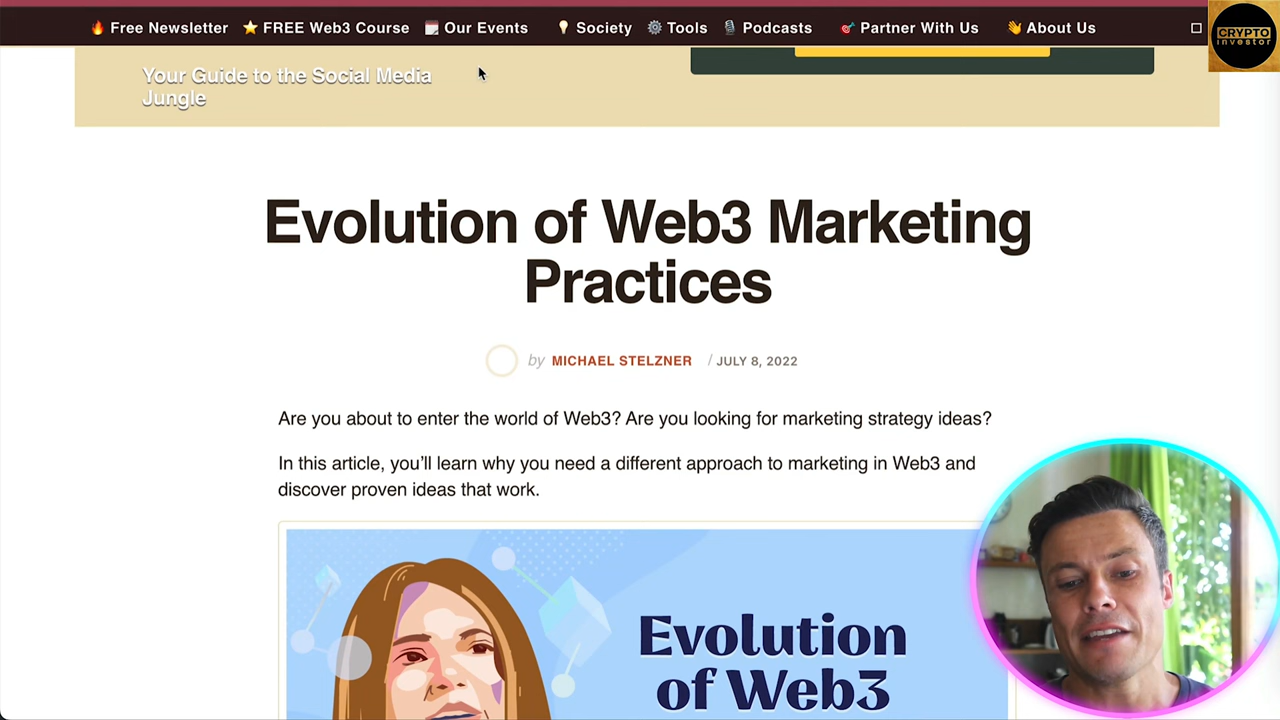 🔥 Free Newsletter ⭐ FREE Web3 Course 🗓 Our Events 💡 Society ⚙️ Tools 🎙 Podcasts 🎯 Partner With Us 👋 About Us
CRYPTO
investor
Your Guide to the Social Media
Jungle
Evolution of Web3 Marketing
Practices
by MICHAEL STELZNER / JULY 8, 2022
Are you about to enter the world of Web3? Are you looking for marketing strategy ideas?
In this article, you'll learn why you need a different approach to marketing in Web3 and
discover proven ideas that work.
Evolution
of Web3